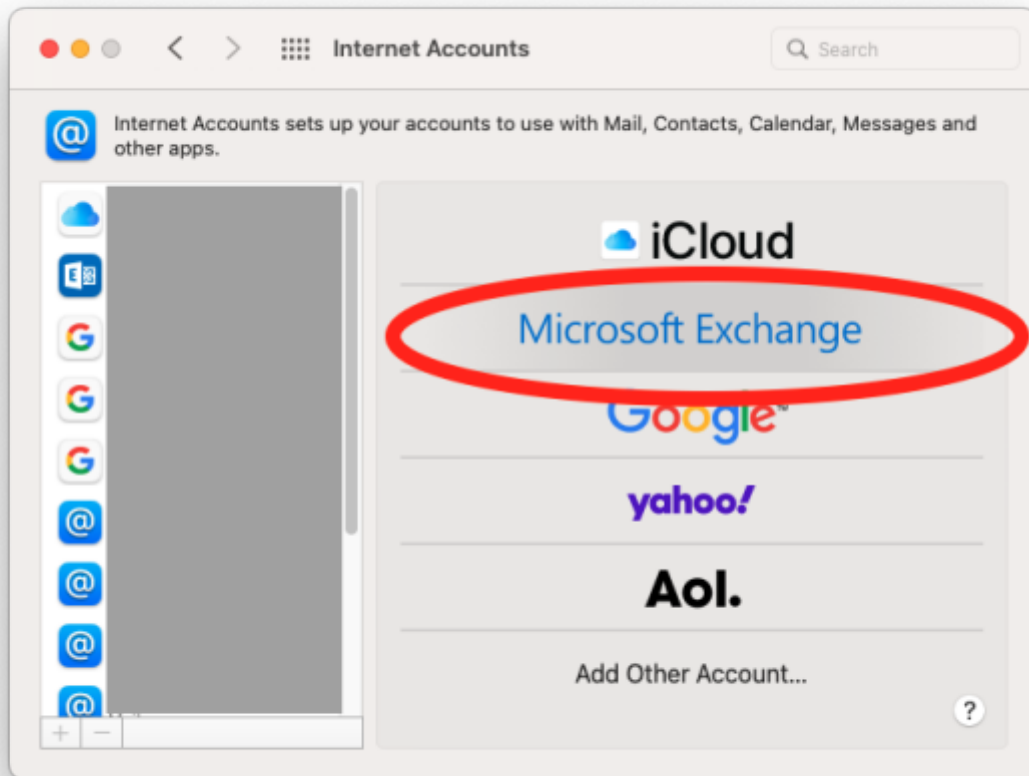 Internet Accounts
Search
Internet Accounts sets up your accounts to use with Mail, Contacts, Calendar, Messages and
other apps.
iCloud
Microsoft Exchange
Google™
yahoo!
Aol.
Add Other Account...
?